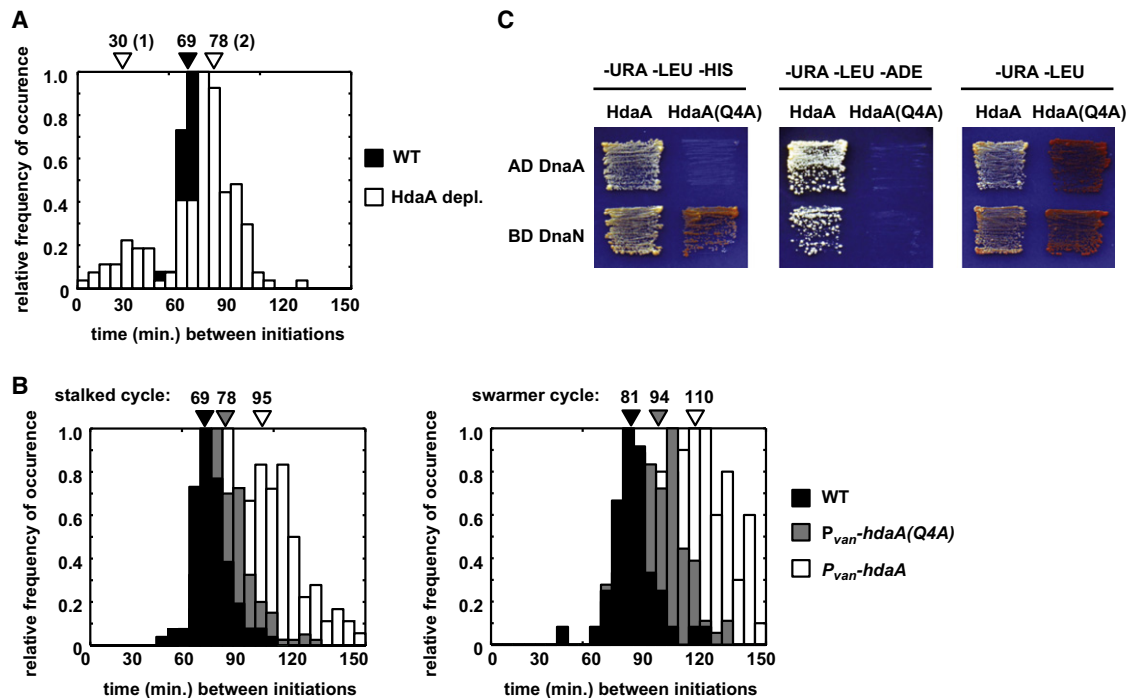 A
30 (1) 69 78 (2)
relative frequency of occurence
1.0
0.8
0.6
0.4
0.2
0
0 30 60 90 120 150
time (min.) between initiations
WT
HdaA depl.
C
-URA -LEU -HIS
-URA -LEU -ADE
-URA -LEU
HdaA HdaA(Q4A)
HdaA HdaA(Q4A)
HdaA HdaA(Q4A)
AD DnaA
BD DnaN
B
stalked cycle: 69 78 95
relative frequency of occurence
1.0
0.8
0.6
0.4
0.2
0
0 30 60 90 120 150
time (min.) between initiations
swarmer cycle: 81 94 110
relative frequency of occurence
1.0
0.8
0.6
0.4
0.2
0
0 30 60 90 120 150
time (min.) between initiations
WT
Pvan-hdaA(Q4A)
Pvan-hdaA